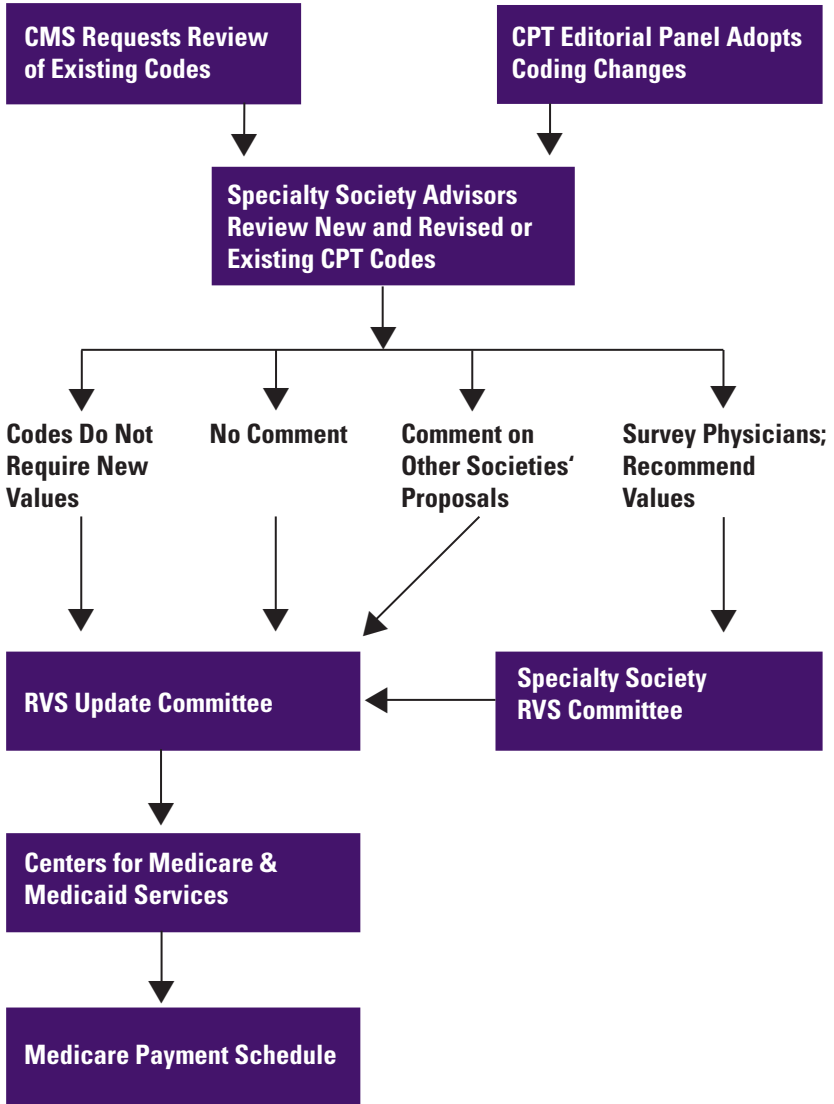 CMS Requests Review
of Existing Codes
CPT Editorial Panel Adopts
Coding Changes
Specialty Society Advisors
Review New and Revised or
Existing CPT Codes
Codes Do Not
Require New
Values
No Comment
Comment on
Other Societies‘
Proposals
Survey Physicians;
Recommend
Values
RVS Update Committee
Specialty Society
RVS Committee
Centers for Medicare &
Medicaid Services
Medicare Payment Schedule